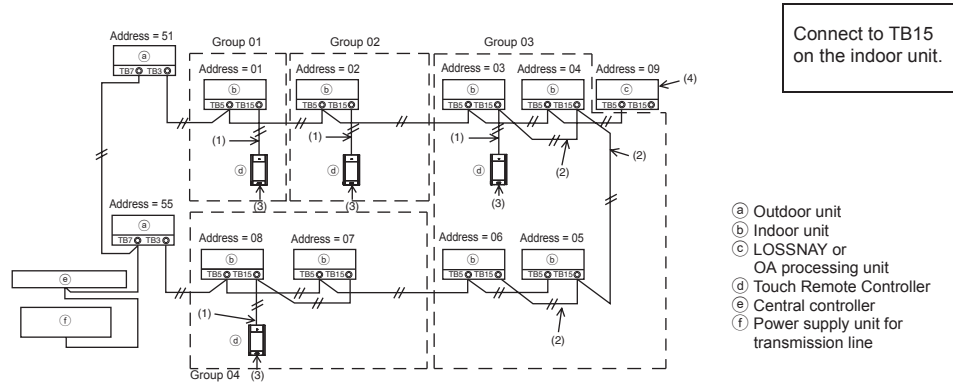 Connect to TB15
on the indoor unit.
Address = 51
Group 01
Group 02
Group 03
ⓐ
TB7 TB3
Address = 01
Address = 02
Address = 03
Address = 04
Address = 09
ⓑ
ⓑ
ⓑ
ⓑ
ⓒ
(4)
TB5 TB15
TB5 TB15
TB5 TB15
TB5 TB15
TB5 TB15
(1)
(1)
(1)
(2)
(2)
ⓓ
ⓓ
ⓓ
(3)
(3)
(3)
Address = 55
ⓐ
TB7 TB3
Address = 08
Address = 07
Address = 06
Address = 05
ⓑ
ⓑ
ⓑ
ⓑ
TB5 TB15
TB5 TB15
TB5 TB15
TB5 TB15
ⓔ
ⓕ
(1)
(2)
ⓓ
Group 04
(3)
ⓐ Outdoor unit
ⓑ Indoor unit
ⓒ LOSSNAY or
OA processing unit
ⓓ Touch Remote Controller
ⓔ Central controller
ⓕ Power supply unit for
transmission line